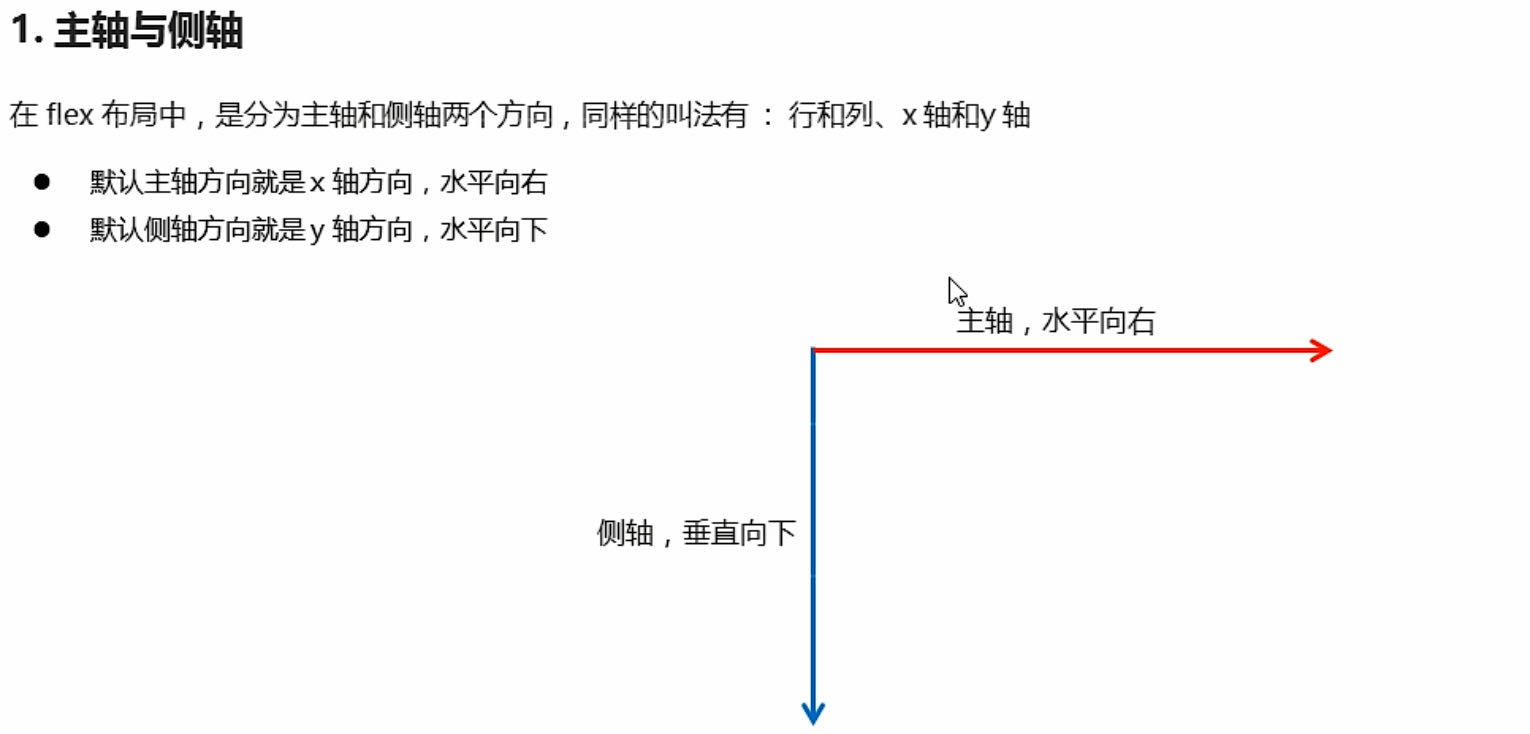 1. 主轴与侧轴
在 flex 布局中，是分为主轴和侧轴两个方向，同样的叫法有 ： 行和列、x 轴和y 轴
● 默认主轴方向就是 x 轴方向，水平向右
● 默认侧轴方向就是 y 轴方向，水平向下
主轴，水平向右
侧轴，垂直向下